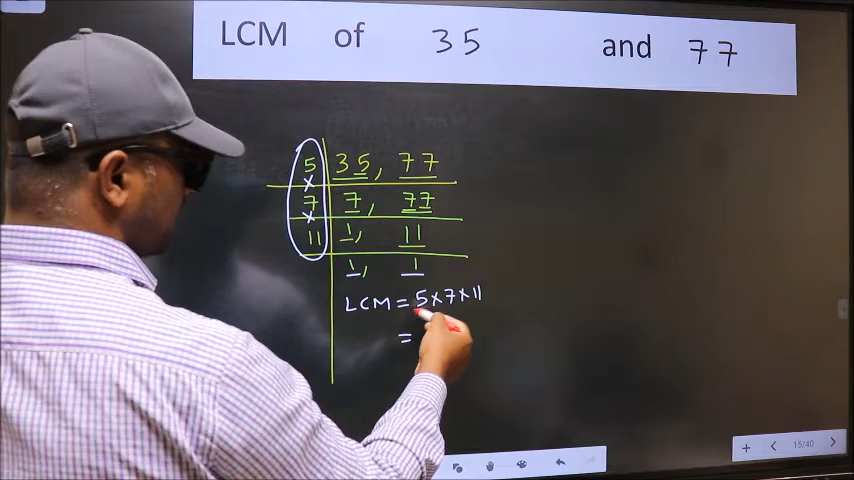 LCM of 35 and 77
5 35, 77
×
7 7, 77
×
11 1, 11
1, 1
LCM = 5×7×11
=
15/40